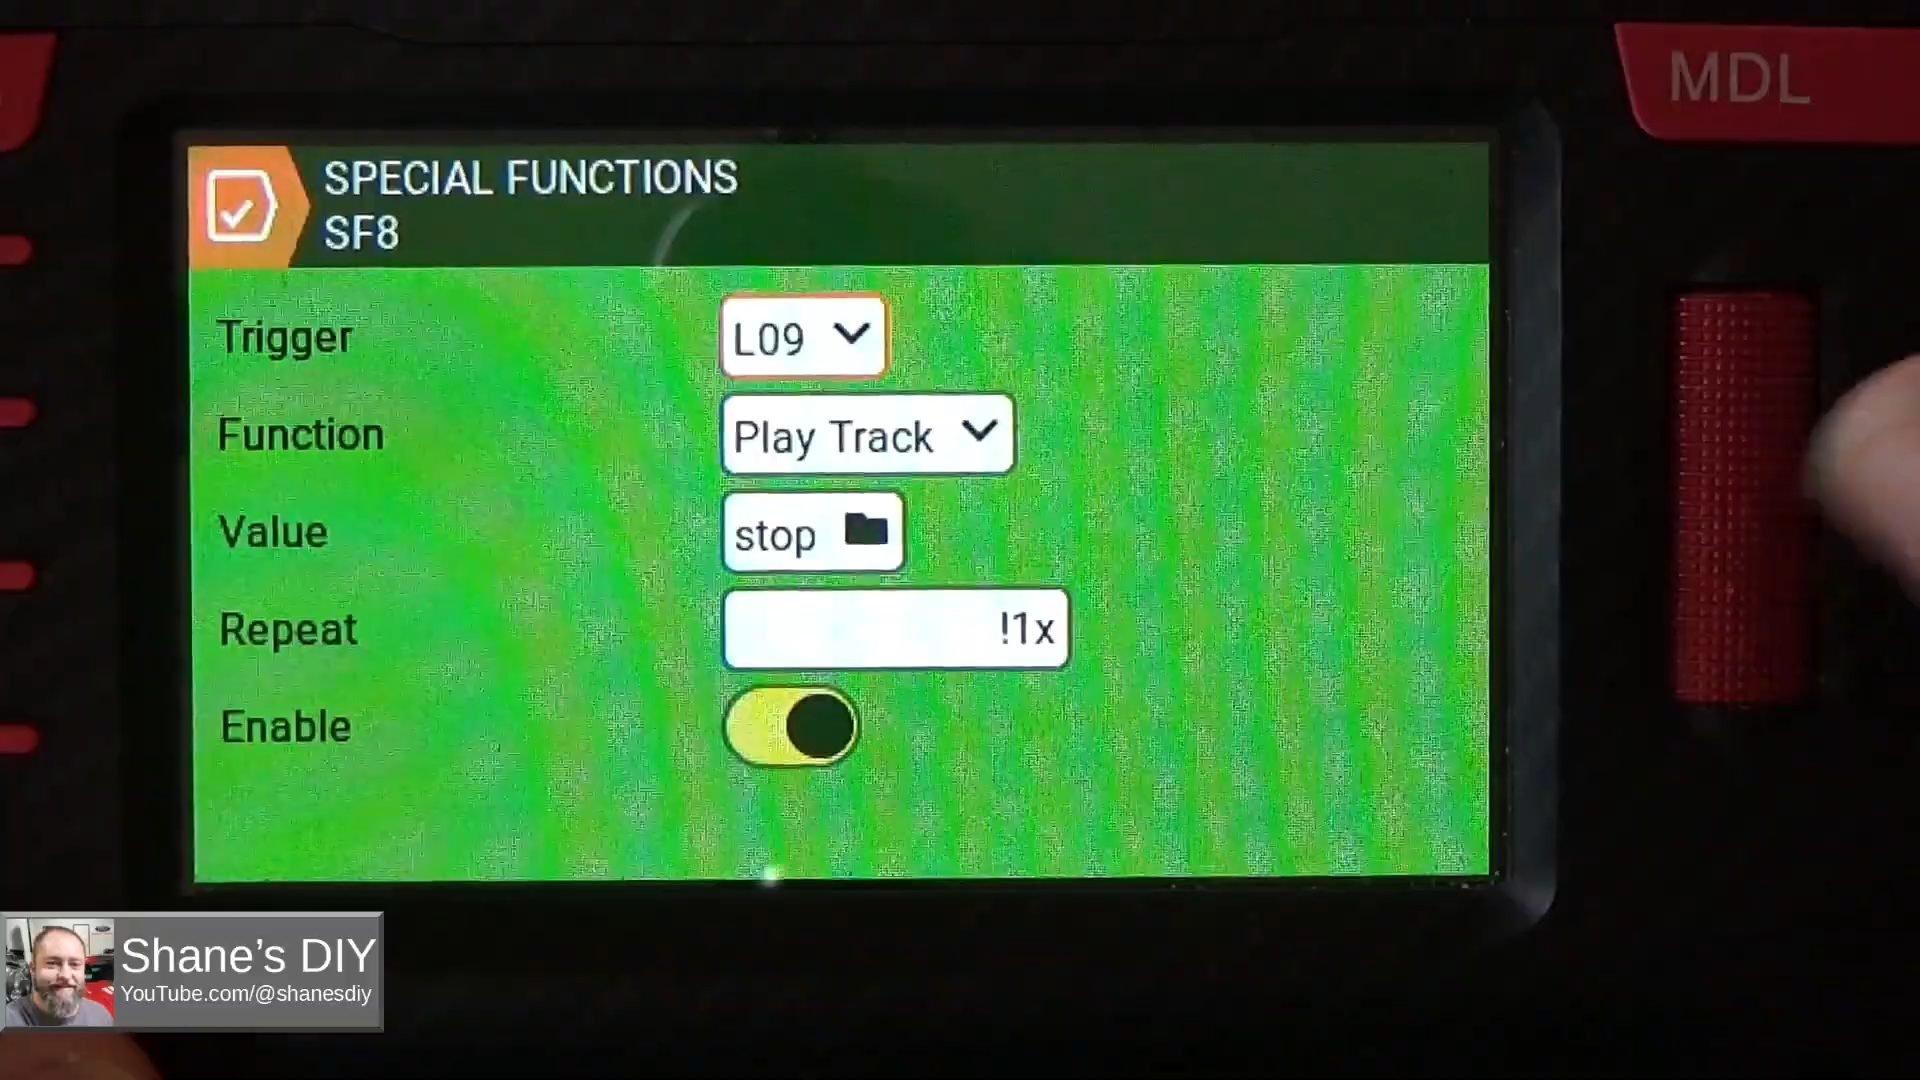 MDL
SPECIAL FUNCTIONS
SF8
Trigger
L09
Function
Play Track
Value
stop
Repeat
!1x
Enable
Shane's DIY
YouTube.com/@shanesdiy